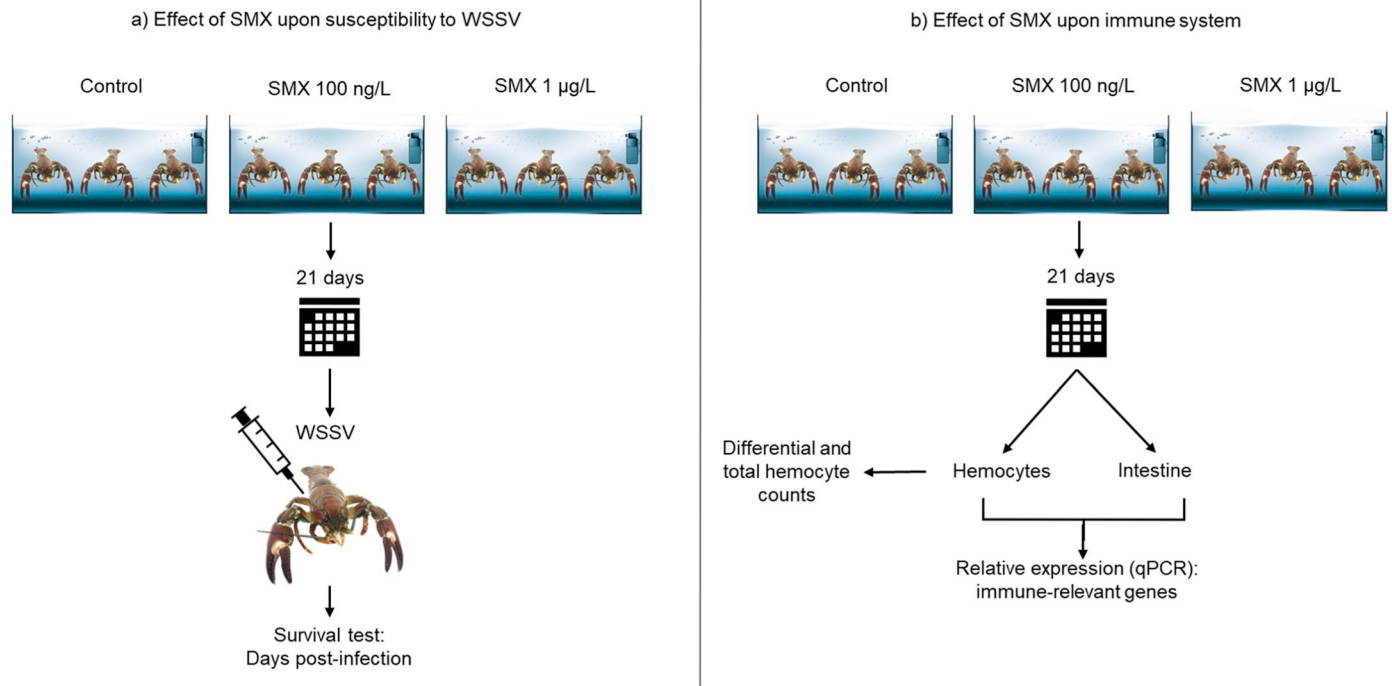 a) Effect of SMX upon susceptibility to WSSV
Control
SMX 100 ng/L
SMX 1 µg/L
21 days
WSSV
Survival test:
Days post-infection
b) Effect of SMX upon immune system
Control
SMX 100 ng/L
SMX 1 µg/L
21 days
Differential and
total hemocyte
counts
Hemocytes
Intestine
Relative expression (qPCR):
immune-relevant genes